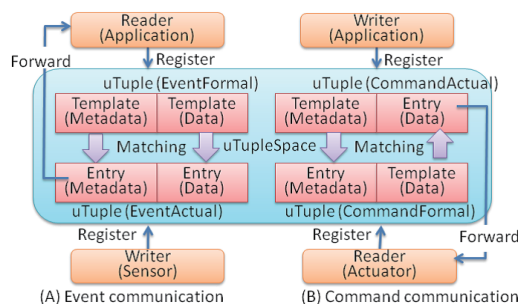 Reader
(Application)
Writer
(Application)
Forward
Register
Register
uTuple(EventFormal)
uTuple(CommandActual)
Template
(Metadata)
Template
(Data)
Template
(Metadata)
Entry
(Data)
Matching
uTupleSpace
Matching
Entry
(Metadata)
Entry
(Data)
Entry
(Metadata)
Template
(Data)
uTuple(EventActual)
uTuple(CommandFormal)
Register
Register
Forward
Writer
(Sensor)
Reader
(Actuator)
(A) Event communication
(B) Command communication